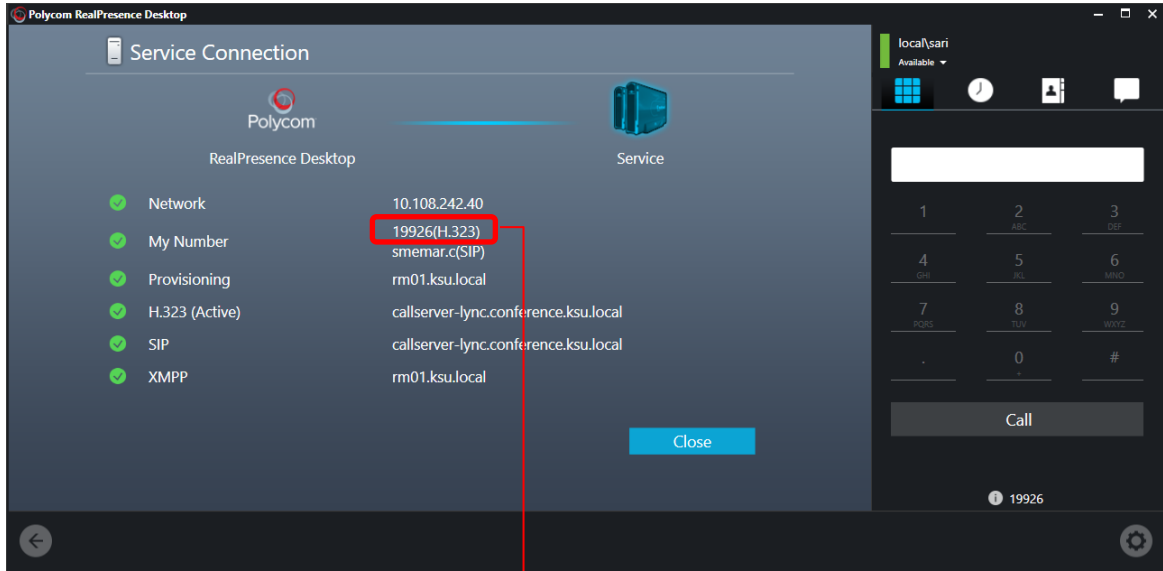 Polycom RealPresence Desktop
Service Connection
Polycom
RealPresence Desktop
Service
Network 10.108.242.40
My Number 19926(H.323)
smemar.c(SIP)
Provisioning rm01.ksu.local
H.323 (Active) callserver-lync.conference.ksu.local
SIP callserver-lync.conference.ksu.local
XMPP rm01.ksu.local
Close
local\sari
Available
1 2 3
ABC DEF
4 5 6
GHI JKL MNO
7 8 9
PQRS TUV WXYZ
. 0 #
+
Call
19926